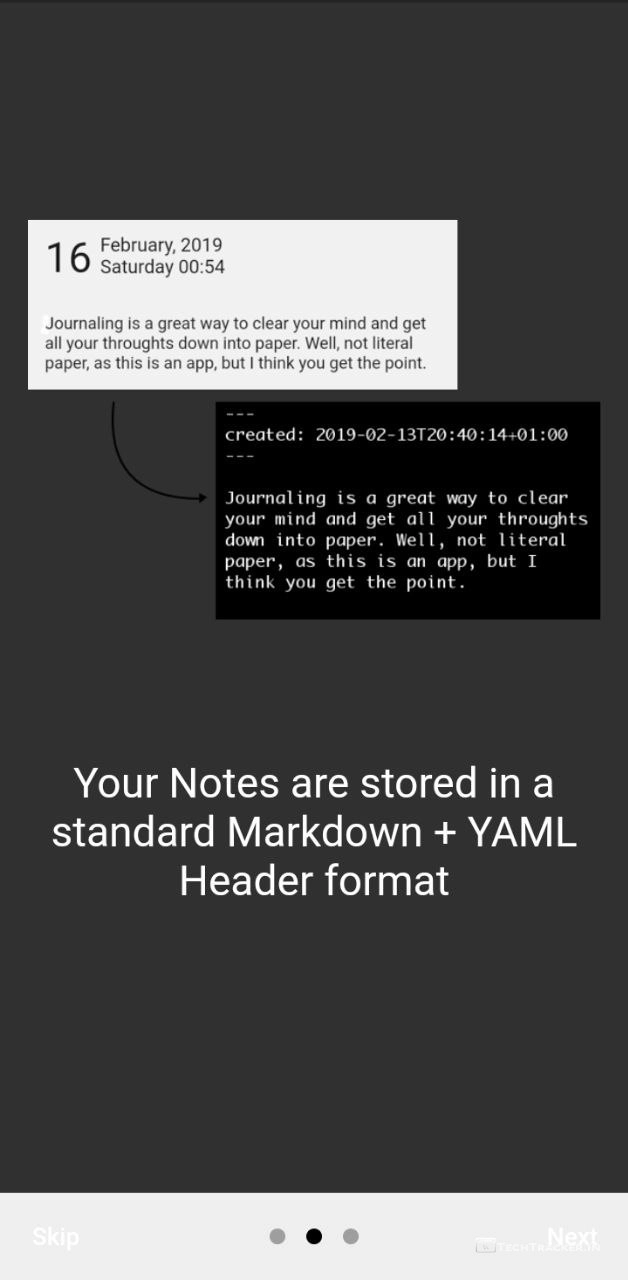 16
February, 2019
Saturday 00:54
Journaling is a great way to clear your mind and get
all your throughts down into paper. Well, not literal
paper, as this is an app, but I think you get the point.
---
created: 2019-02-13T20:40:14+01:00
---
Journaling is a great way to clear
your mind and get all your throughts
down into paper. Well, not literal
paper, as this is an app, but I
think you get the point.
Your Notes are stored in a
standard Markdown + YAML
Header format
Skip
Next
TECHTRACKER.IN